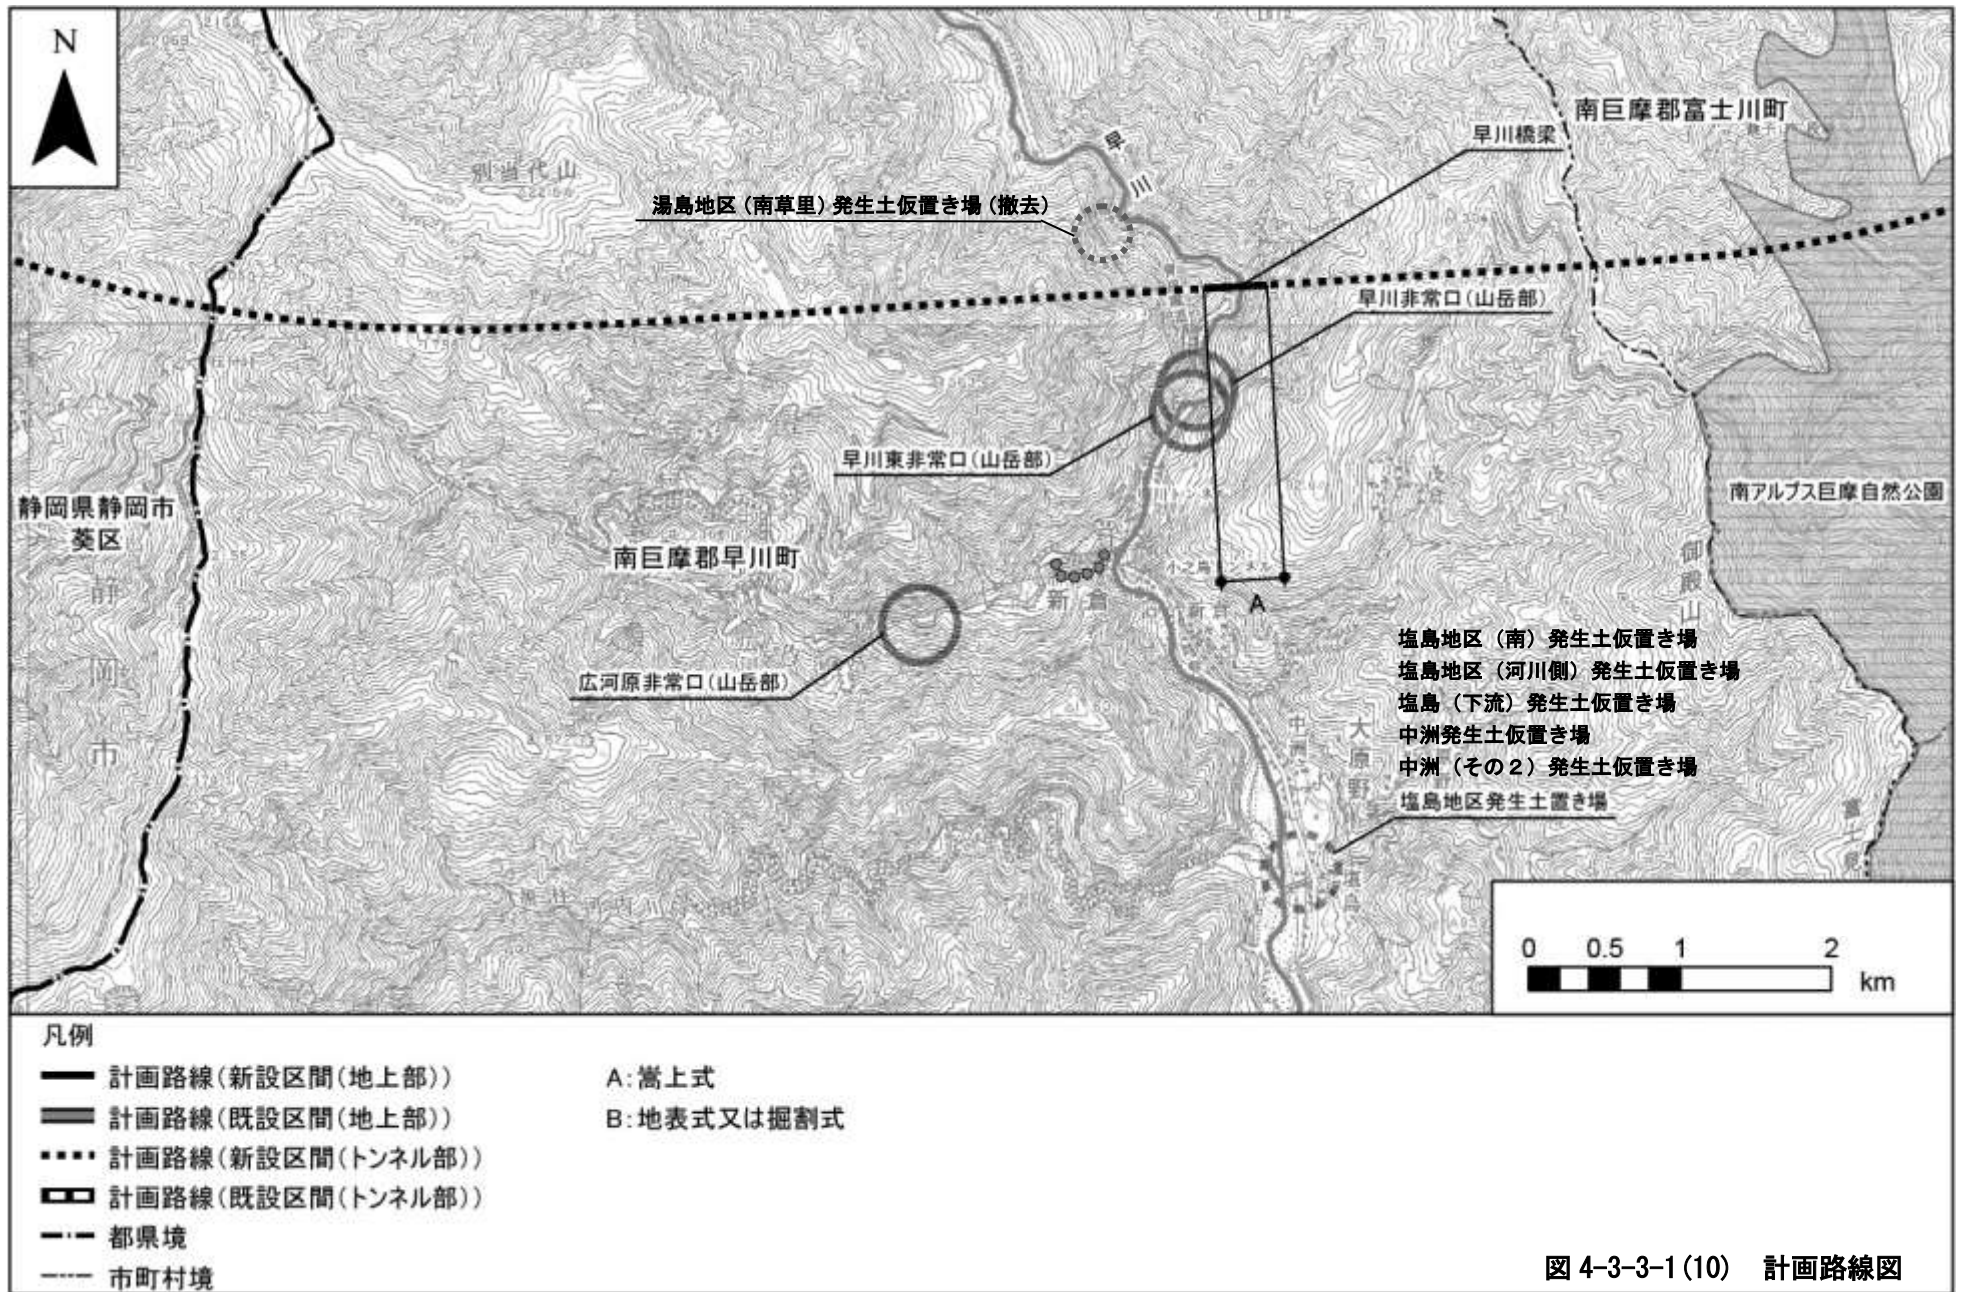 N
南巨摩郡富士川町
早川橋梁
別当代山
早川
湯島地区(南草里)発生土仮置き場(撤去)
早川非常口(山岳部)
早川東非常口(山岳部)
南アルプス巨摩自然公園
静岡県静岡市
葵区
静岡市
南巨摩郡早川町
御殿山
新倉
A
広河原非常口(山岳部)
塩島地区(南)発生土仮置き場
塩島地区(河川側)発生土仮置き場
塩島(下流)発生土仮置き場
中洲発生土仮置き場
中洲(その2)発生土仮置き場
塩島地区発生土置き場
中洲
大原野
0 0.5 1 2
km
凡例
計画路線(新設区間(地上部))
計画路線(既設区間(地上部))
計画路線(新設区間(トンネル部))
計画路線(既設区間(トンネル部))
都県境
市町村境
A:嵩上式
B:地表式又は掘割式
図 4-3-3-1(10) 計画路線図